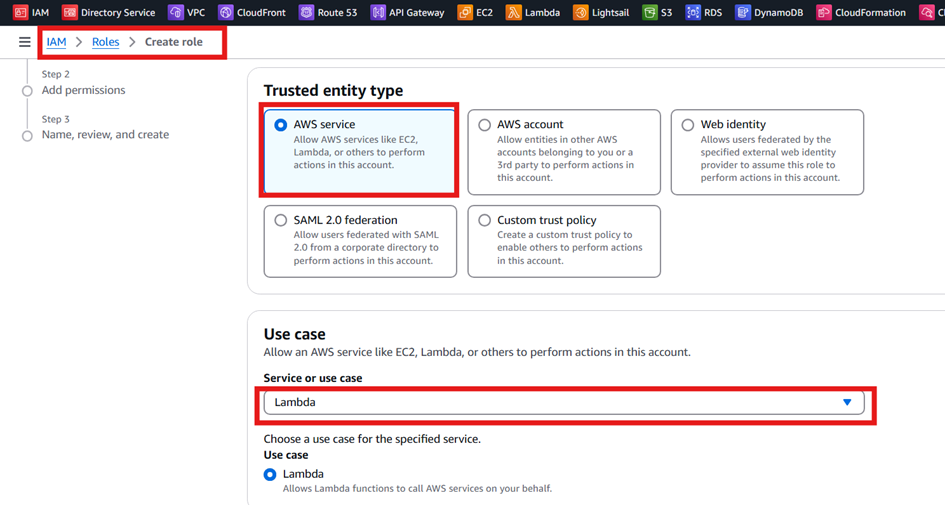 IAM Directory Service VPC CloudFront Route 53 API Gateway EC2 Lambda Lightsail S3 RDS DynamoDB CloudFormation
IAM > Roles > Create role
Step 2
Add permissions
Step 3
Name, review, and create
Trusted entity type
AWS service
Allow AWS services like EC2,
Lambda, or others to perform
actions in this account.
AWS account
Allow entities in other AWS
accounts belonging to you or a
3rd party to perform actions in
this account.
Web identity
Allows users federated by the
specified external web identity
provider to assume this role to
perform actions in this account.
SAML 2.0 federation
Allow users federated with SAML
2.0 from a corporate directory to
perform actions in this account.
Custom trust policy
Create a custom trust policy to
enable others to perform actions
in this account.
Use case
Allow an AWS service like EC2, Lambda, or others to perform actions in this account.
Service or use case
Lambda
Choose a use case for the specified service.
Use case
Lambda
Allows Lambda functions to call AWS services on your behalf.